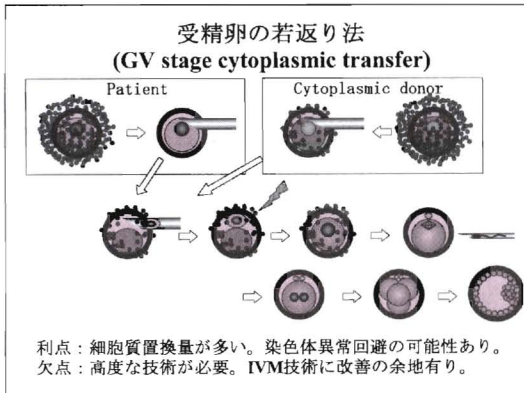 受精卵の若返り法
(GV stage cytoplasmic transfer)
Patient
Cytoplasmic donor
利点：細胞質置換量が多い。染色体異常回避の可能性あり。
欠点：高度な技術が必要。IVM技術に改善の余地有り。